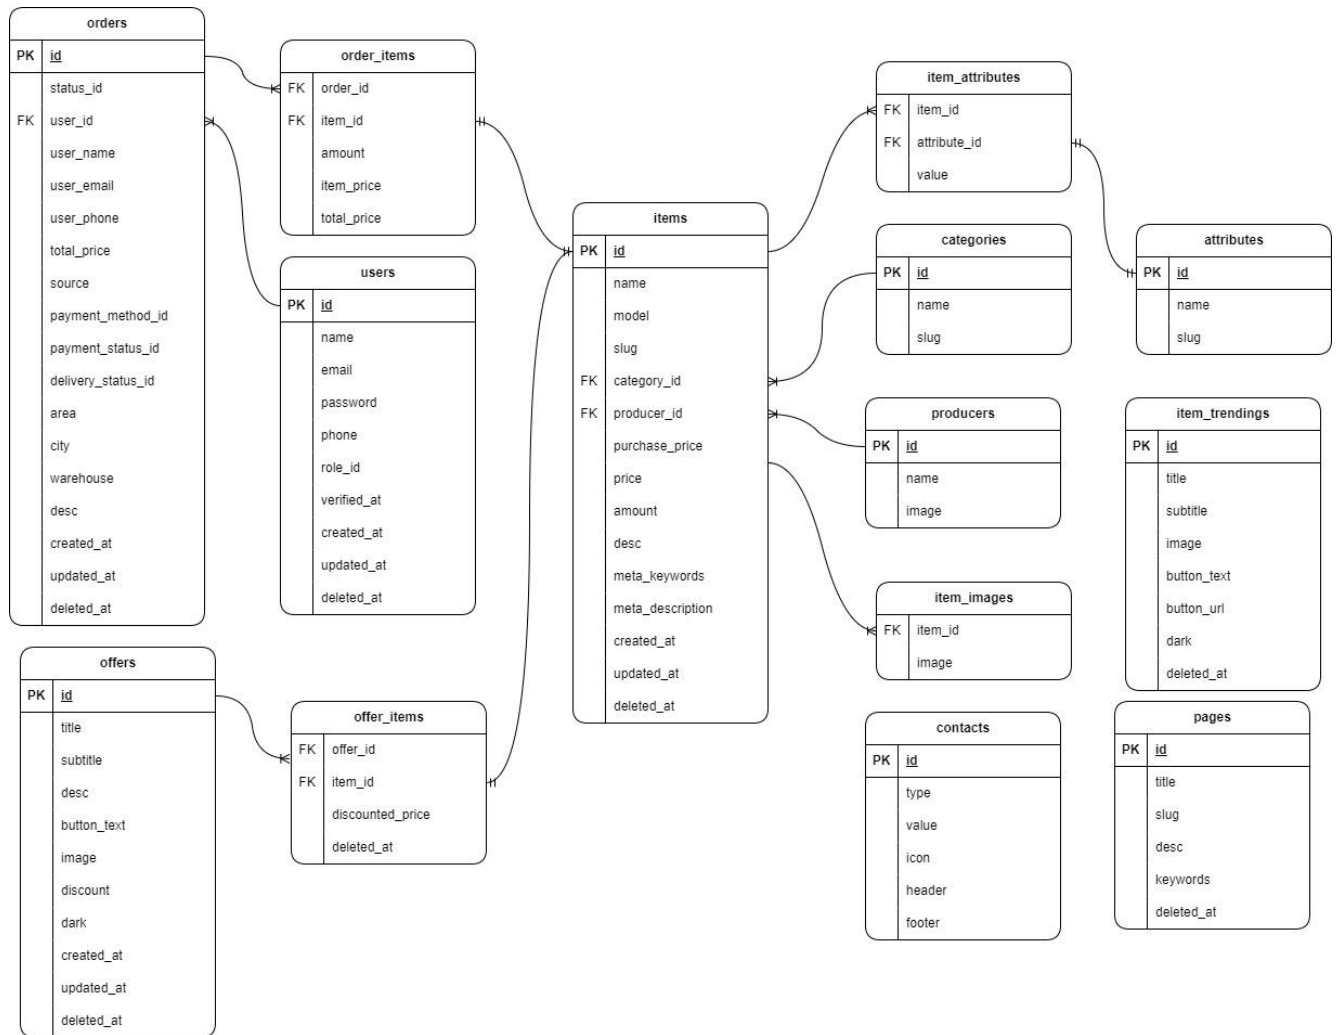 orders
PK id
status_id
FK user_id
user_name
user_email
user_phone
total_price
source
payment_method_id
payment_status_id
delivery_status_id
area
city
warehouse
desc
created_at
updated_at
deleted_at
order_items
FK order_id
FK item_id
amount
item_price
total_price
users
PK id
name
email
password
phone
role_id
verified_at
created_at
updated_at
deleted_at
offers
PK id
title
subtitle
desc
button_text
image
discount
dark
created_at
updated_at
deleted_at
offer_items
FK offer_id
FK item_id
discounted_price
deleted_at
items
PK id
name
model
slug
FK category_id
FK producer_id
purchase_price
price
amount
desc
meta_keywords
meta_description
created_at
updated_at
deleted_at
item_attributes
FK item_id
FK attribute_id
value
categories
PK id
name
slug
attributes
PK id
name
slug
producers
PK id
name
image
item_trendings
PK id
title
subtitle
image
button_text
button_url
dark
deleted_at
item_images
FK item_id
image
contacts
PK id
type
value
icon
header
footer
pages
PK id
title
slug
desc
keywords
deleted_at